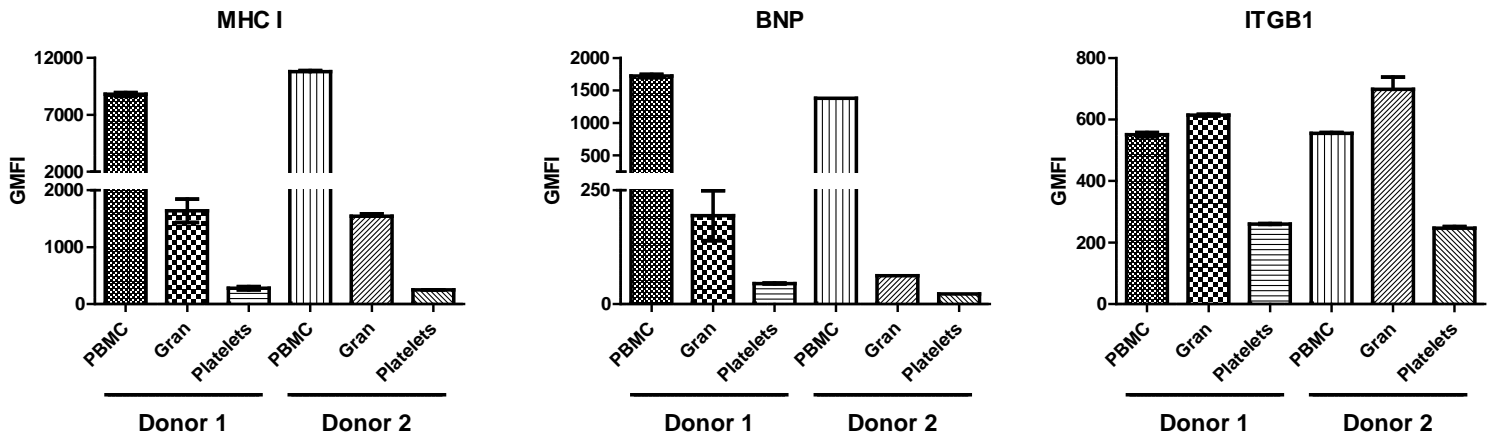 MHC I
12000
7000
2000
2000
1000
0
GMFI
PBMC
Gran
Platelets
PBMC
Gran
Platelets
Donor 1
Donor 2
BNP
2000
1500
1000
500
250
0
GMFI
PBMC
Gran
Platelets
PBMC
Gran
Platelets
Donor 1
Donor 2
ITGB1
800
600
400
200
0
GMFI
PBMC
Gran
Platelets
PBMC
Gran
Platelets
Donor 1
Donor 2